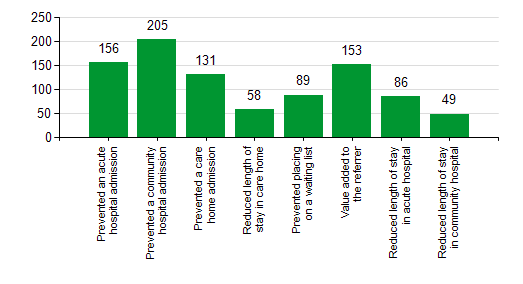 250
200
150
100
50
0
156
205
131
58
89
153
86
49
Prevented an acute
hospital admission
Prevented a community
hospital admission
Prevented a care
home admission
Reduced length of
stay in care home
Prevented placing
on a waiting list
Value added to
the referrer
Reduced length of stay
in acute hospital
Reduced length of stay
in community hospital